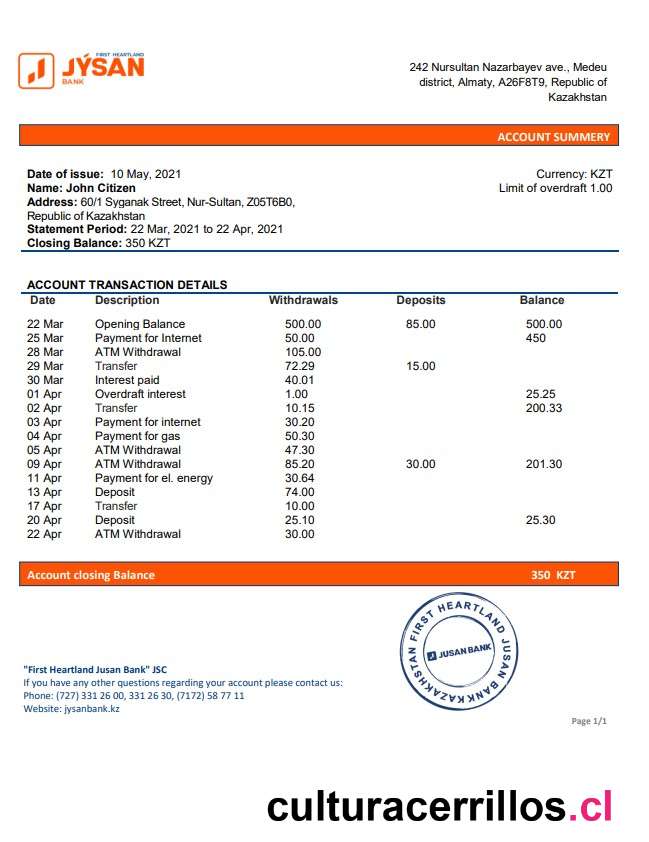 FIRST HEARTLAND
JÝSAN
BANK
242 Nursultan Nazarbayev ave., Medeu
district, Almaty, A26F8T9, Republic of
Kazakhstan
ACCOUNT SUMMERY
Date of issue: 10 May, 2021 Currency: KZT
Name: John Citizen Limit of overdraft 1.00
Address: 60/1 Syganak Street, Nur-Sultan, Z05T6B0,
Republic of Kazakhstan
Statement Period: 22 Mar, 2021 to 22 Apr, 2021
Closing Balance: 350 KZT
ACCOUNT TRANSACTION DETAILS
Date Description Withdrawals Deposits Balance
22 Mar Opening Balance 500.00 85.00 500.00
25 Mar Payment for Internet 50.00 450
28 Mar ATM Withdrawal 105.00
29 Mar Transfer 72.29 15.00
30 Mar Interest paid 40.01
01 Apr Overdraft interest 1.00 25.25
02 Apr Transfer 10.15 200.33
03 Apr Payment for internet 30.20
04 Apr Payment for gas 50.30
05 Apr ATM Withdrawal 47.30
09 Apr ATM Withdrawal 85.20 30.00 201.30
11 Apr Payment for el. energy 30.64
13 Apr Deposit 74.00
17 Apr Transfer 10.00
20 Apr Deposit 25.10 25.30
22 Apr ATM Withdrawal 30.00
Account closing Balance 350 KZT
FIRST HEARTLAND JUSAN BANK KAZAKHSTAN
JUSAN BANK
"First Heartland Jusan Bank" JSC
If you have any other questions regarding your account please contact us:
Phone: (727) 331 26 00, 331 26 30, (7172) 58 77 11
Website: jysanbank.kz
Page 1/1
culturacerrillos.cl